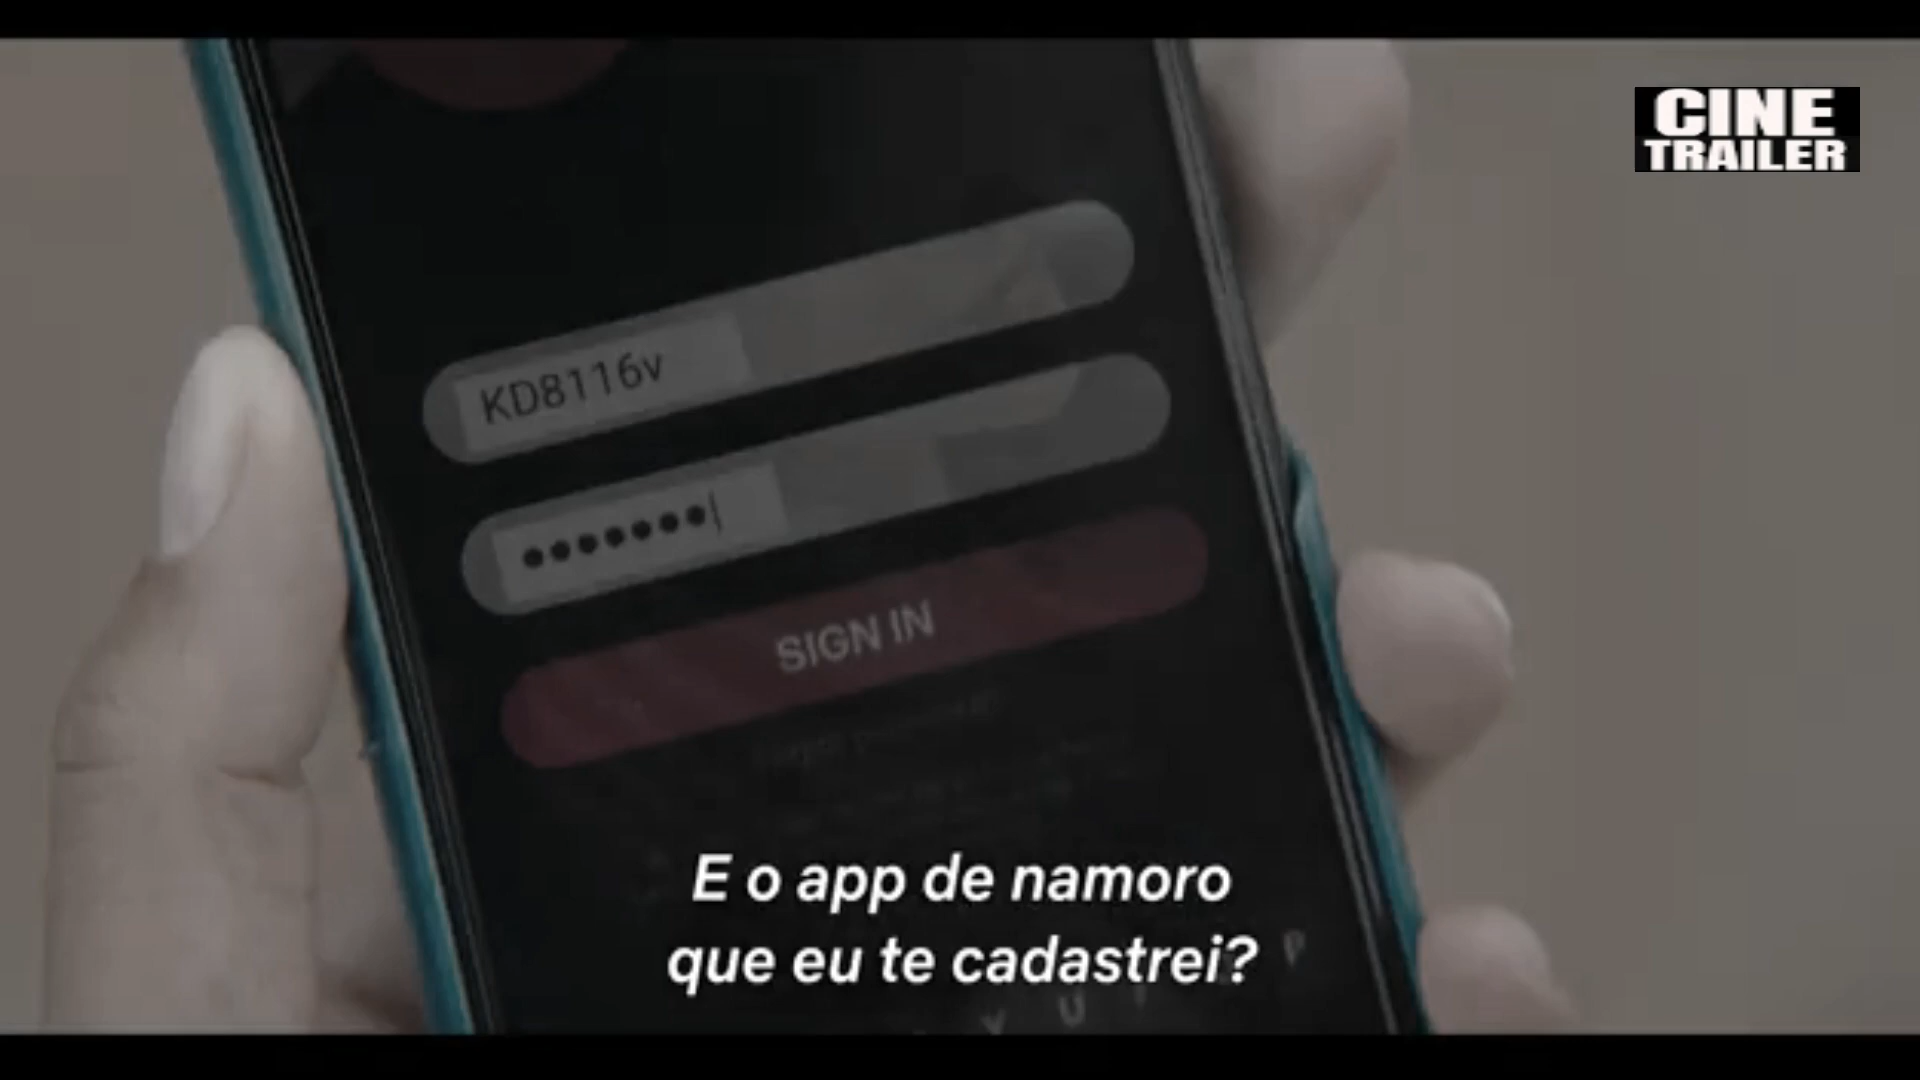 CINE
TRAILER
KD8116v
SIGN IN
E o app de namoro
que eu te cadastrei?